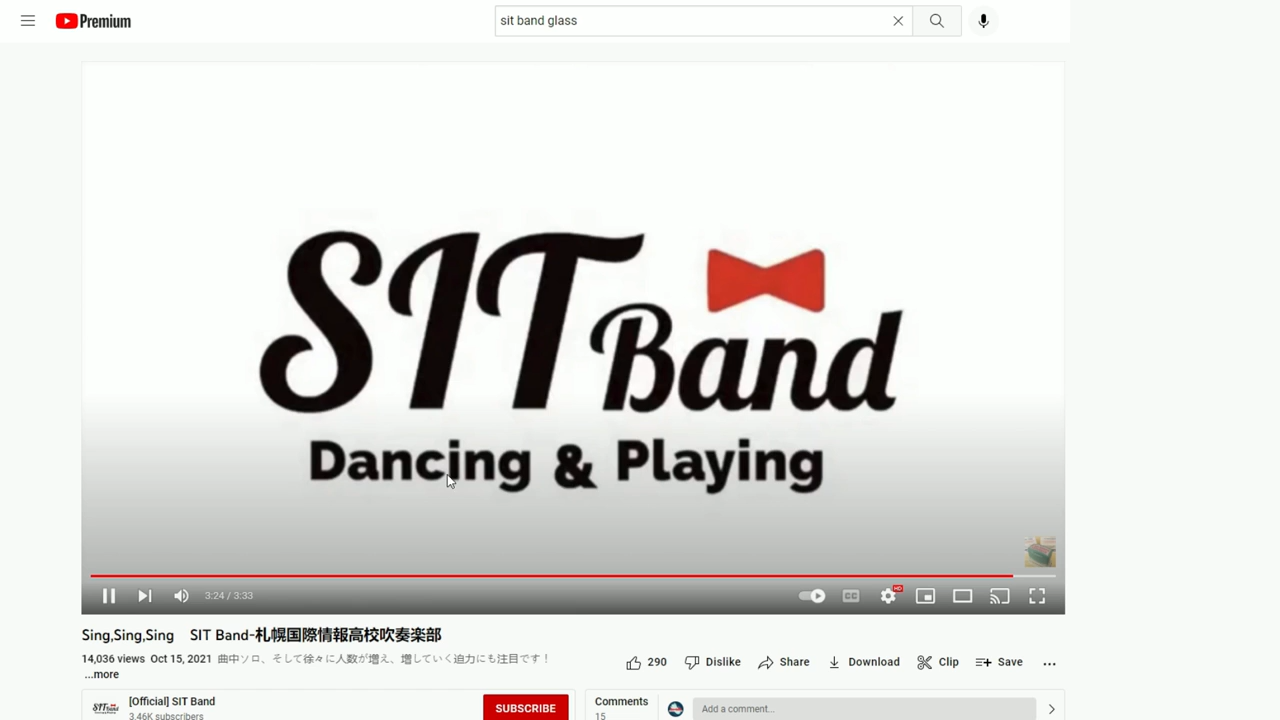 Premium
sit band glass
SIT Band
Dancing & Playing
HD
CC
3:24 / 3:33
Sing,Sing,Sing　SIT Band-札幌国際情報高校吹奏楽部
14,036 views Oct 15, 2021 曲中ソロ、そして徐々に人数が増え、増していく迫力にも注目です！
...more
290 Dislike Share Download Clip Save
[Official] SIT Band
3.46K subscribers
SUBSCRIBE
Comments
15
Add a comment...